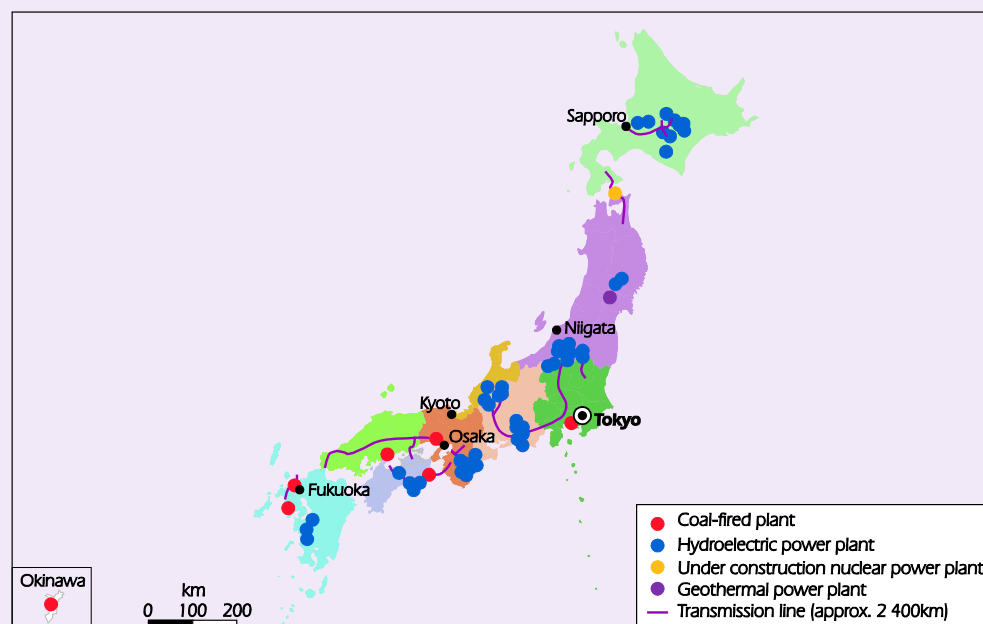 Sapporo
Niigata
Kyoto
Tokyo
Osaka
Fukuoka
Okinawa
km
0 100 200
Coal-fired plant
Hydroelectric power plant
Under construction nuclear power plant
Geothermal power plant
Transmission line (approx. 2 400km)